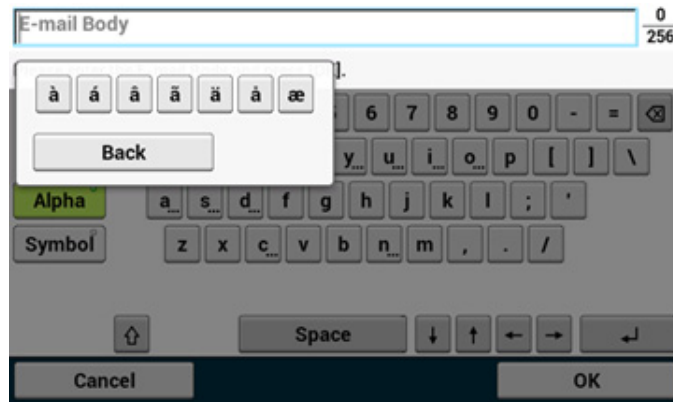 E-mail Body
0
256
].
à á â ã ä å æ
6 7 8 9 0 - =
Back
y... u... i... o... p [ ] \
Alpha
a... s... d... f g h j k l ; '
Symbol
z x c... v b n... m , . /
Space
Cancel
OK